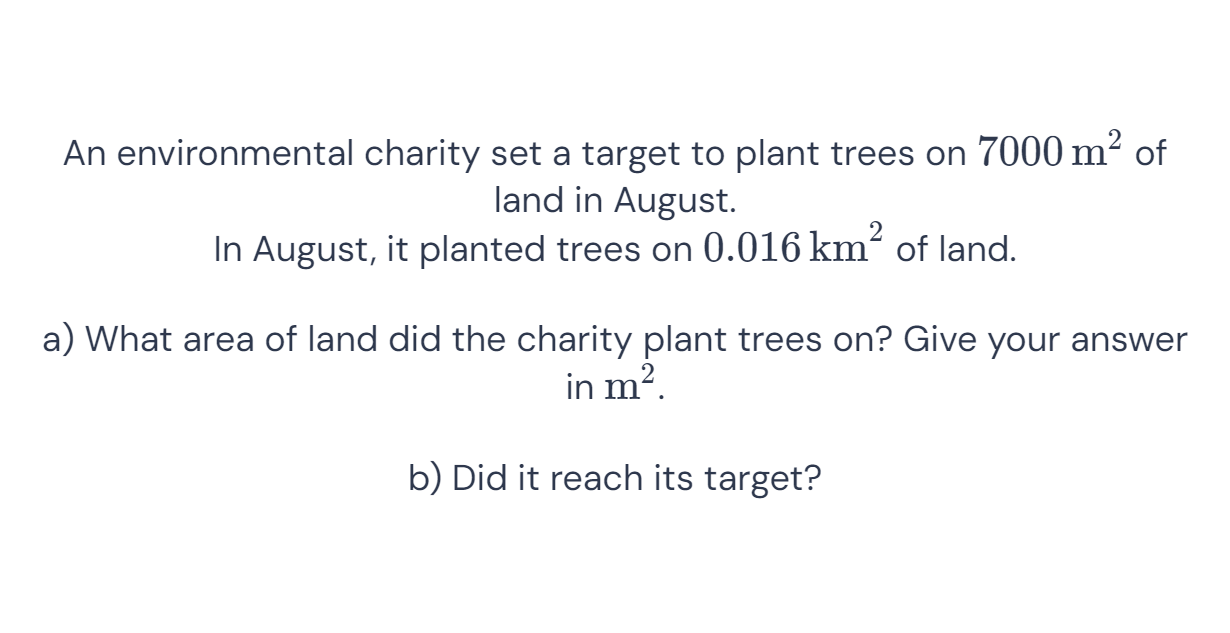 An environmental charity set a target to plant trees on 7000 m² of
land in August.
In August, it planted trees on 0.016 km² of land.
a) What area of land did the charity plant trees on? Give your answer
in m².
b) Did it reach its target?